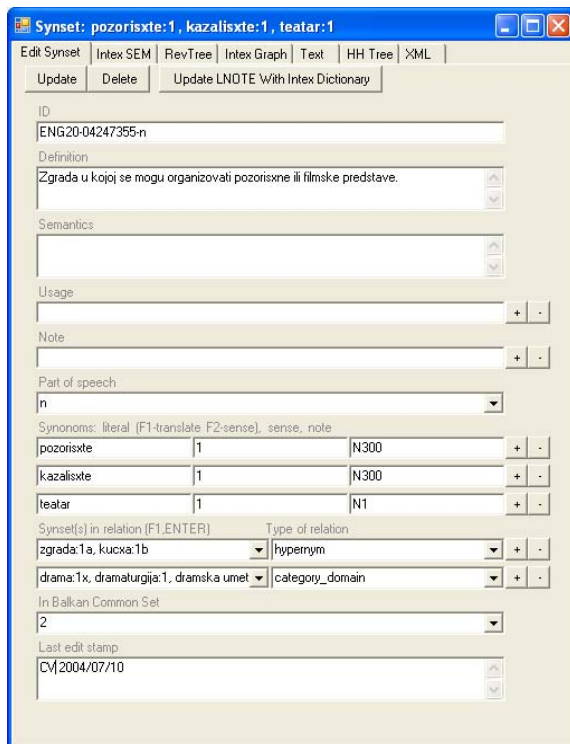 Synset: pozorisxte:1, kazalisxte:1, teatar:1
Edit Synset Intex SEM RevTree Intex Graph Text HH Tree XML
Update Delete Update LNOTE With Intex Dictionary
ID
ENG20-04247355-n
Definition
Zgrada u kojoj se mogu organizovati pozorisxne ili filmske predstave.
Semantics
Usage
+ -
Note
+ -
Part of speech
n
Synonoms: literal (F1-translate F2-sense), sense, note
pozorisxte 1 N300 + -
kazalisxte 1 N300 + -
teatar 1 N1 + -
Synset(s) in relation (F1,ENTER) Type of relation
zgrada:1a, kucxa:1b hypernym + -
drama:1x, dramaturgija:1, dramska umet category_domain + -
In Balkan Common Set
2
Last edit stamp
CV 2004/07/10